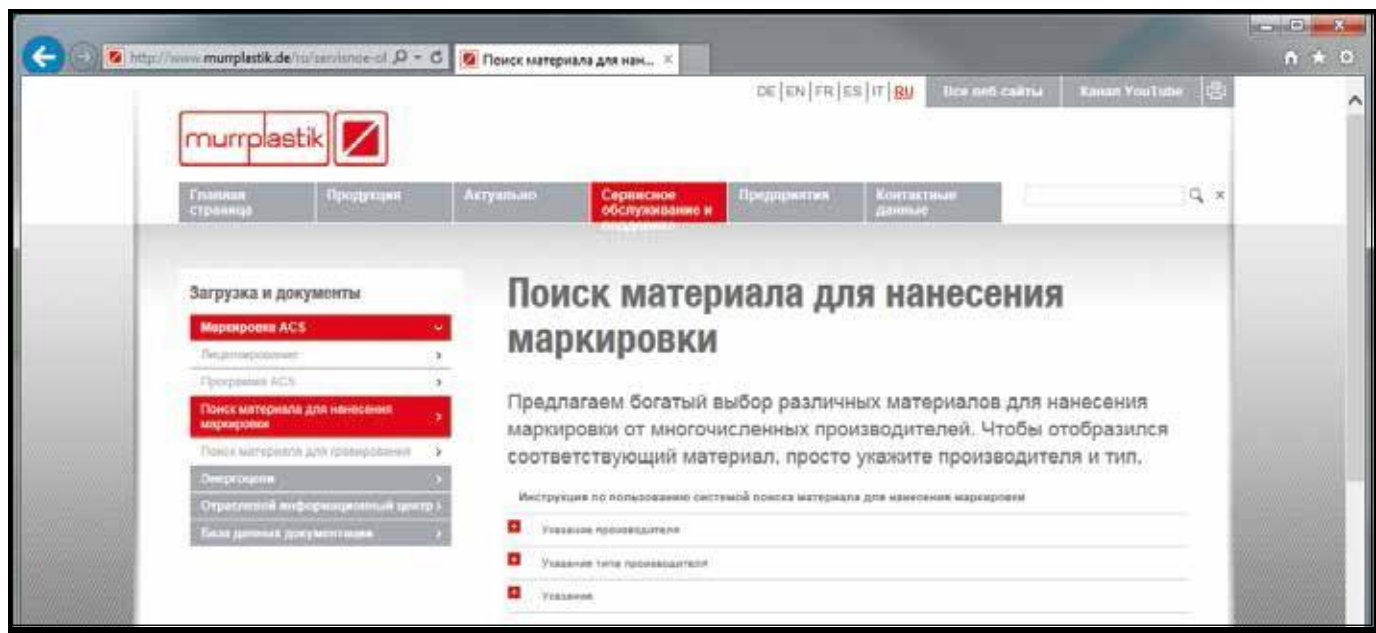 http://www.murrplastik.de/ru/servisnoe-ob
Поиск материала для нан...
DE|EN|FR|ES|IT|RU
Все веб сайты
Канал YouTube
murrplastik
Главная страница
Продукция
Актуально
Сервисное обслуживание и поддержка
Предприятия
Контактные данные
Загрузка и документы
Маркировка ACS
Лицензирование
Программа ACS
Поиск материала для нанесения
маркировки
Поиск материала для гравирования
Энергоцепи
Отраслевой информационный центр
База данных документации
Поиск материала для нанесения
маркировки
Предлагаем богатый выбор различных материалов для нанесения
маркировки от многочисленных производителей. Чтобы отобразился
соответствующий материал, просто укажите производителя и тип.
Инструкция по пользованию системой поиска материала для нанесения маркировки
Указание производителя
Указание типа производителя
Указание